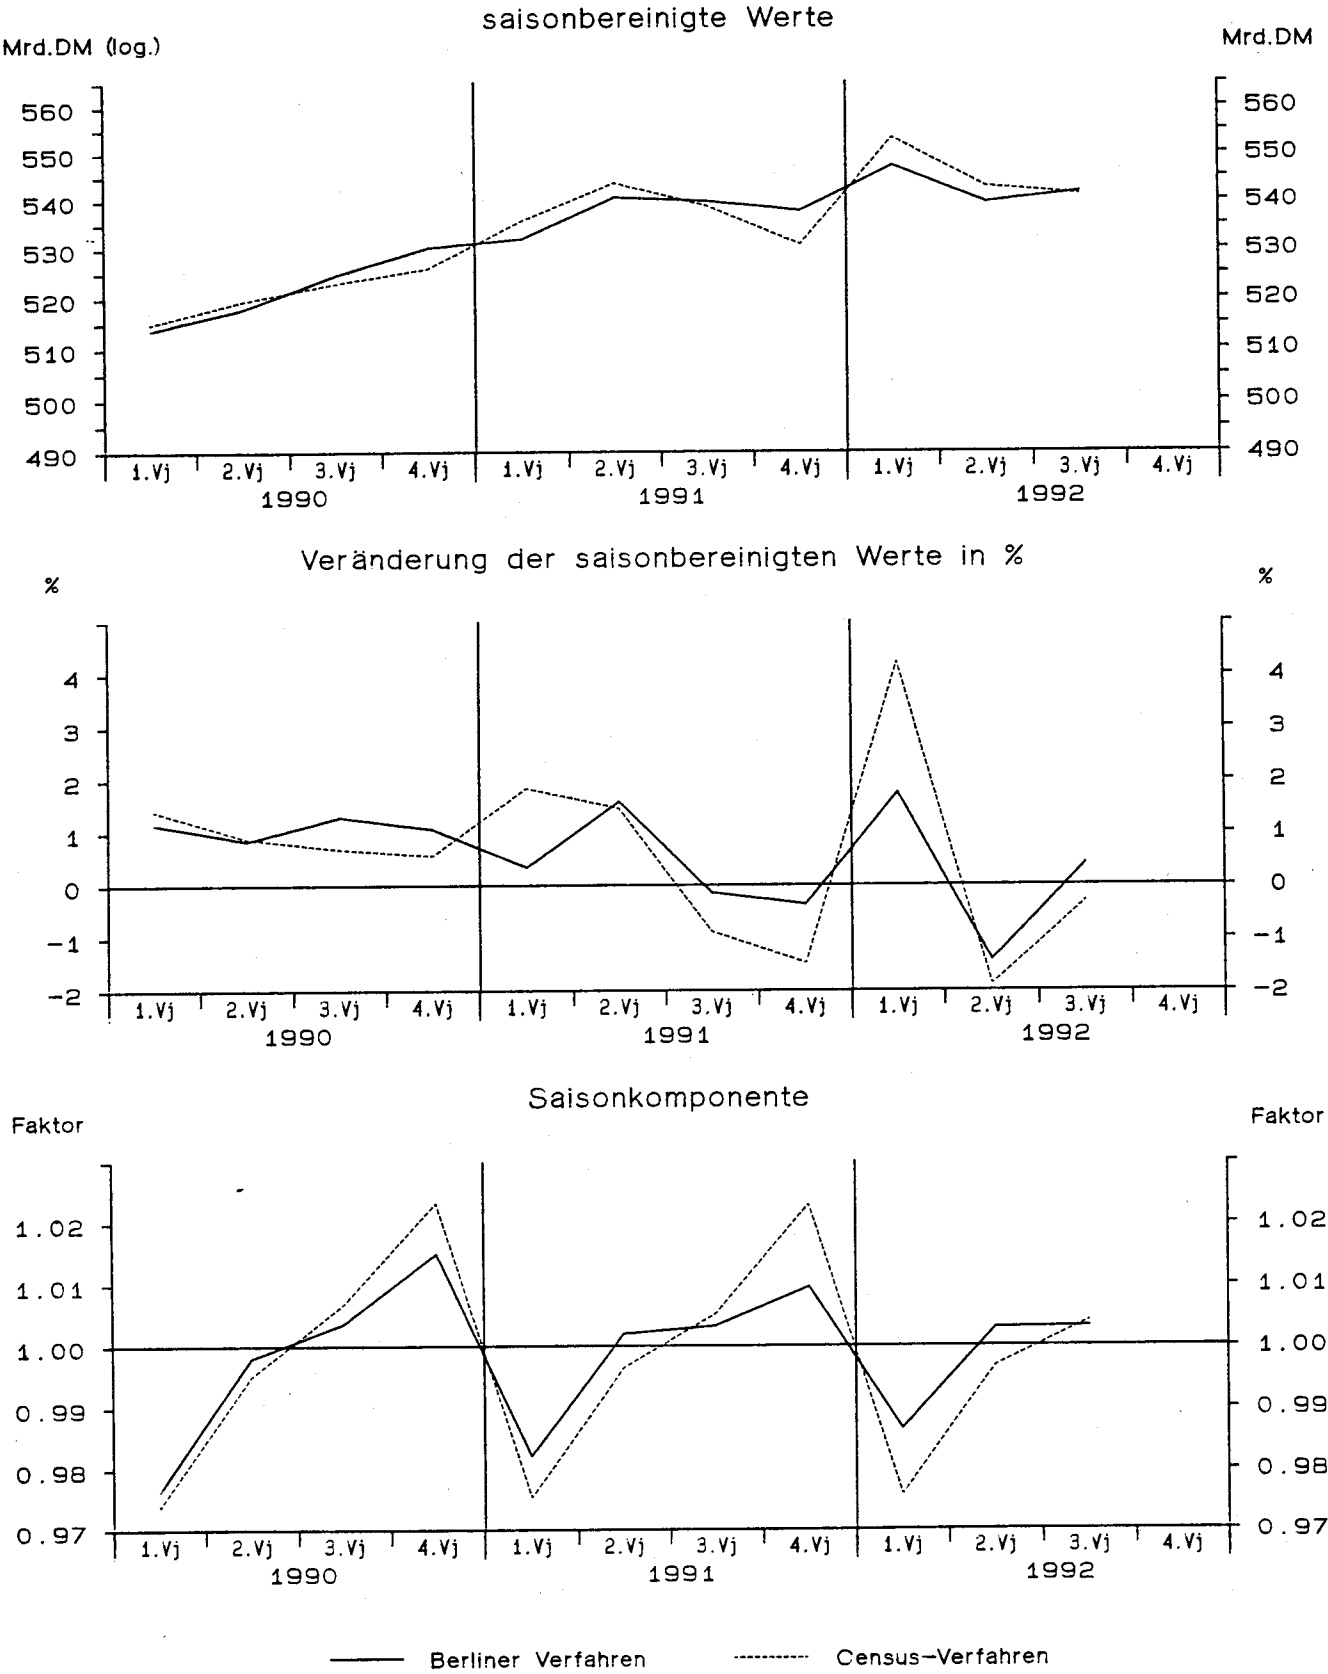 saisonbereinigte Werte
Mrd.DM (log.) Mrd.DM
560 560
550 550
540 540
530 530
520 520
510 510
500 500
490 490
1.Vj 2.Vj 3.Vj 4.Vj 1.Vj 2.Vj 3.Vj 4.Vj 1.Vj 2.Vj 3.Vj 4.Vj
1990 1991 1992
Veränderung der saisonbereinigten Werte in %
% %
4 4
3 3
2 2
1 1
0 0
-1 -1
-2 -2
1.Vj 2.Vj 3.Vj 4.Vj 1.Vj 2.Vj 3.Vj 4.Vj 1.Vj 2.Vj 3.Vj 4.Vj
1990 1991 1992
Saisonkomponente
Faktor Faktor
1.02 1.02
1.01 1.01
1.00 1.00
0.99 0.99
0.98 0.98
0.97 0.97
1.Vj 2.Vj 3.Vj 4.Vj 1.Vj 2.Vj 3.Vj 4.Vj 1.Vj 2.Vj 3.Vj 4.Vj
1990 1991 1992
Berliner Verfahren Census-Verfahren